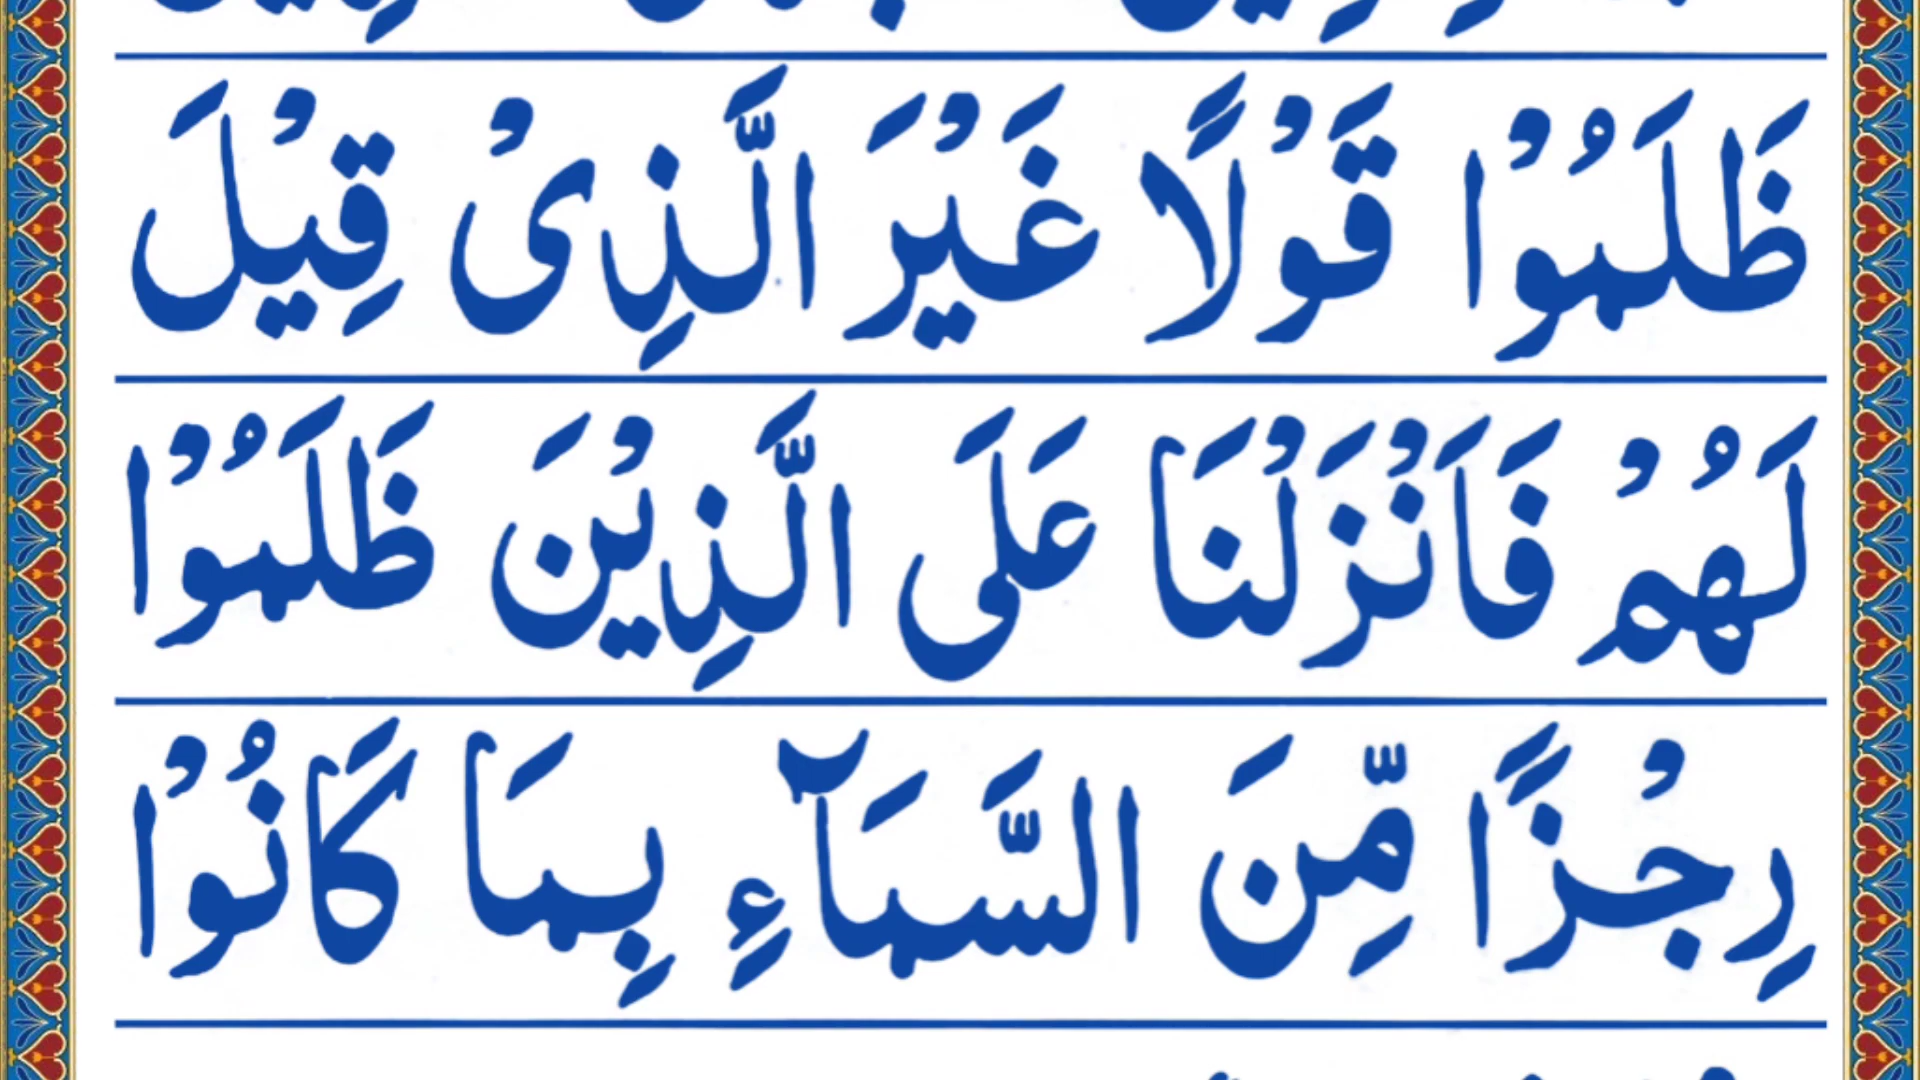 ظَلَمُوْا قَوْلًا غَيْرَ الَّذِیْ قِيْلَ
لَهُمْ فَاَنْزَلْنَا عَلَی الَّذِيْنَ ظَلَمُوْا
رِجْزًا مِّنَ السَّمَآءِ بِمَا كَانُوْا